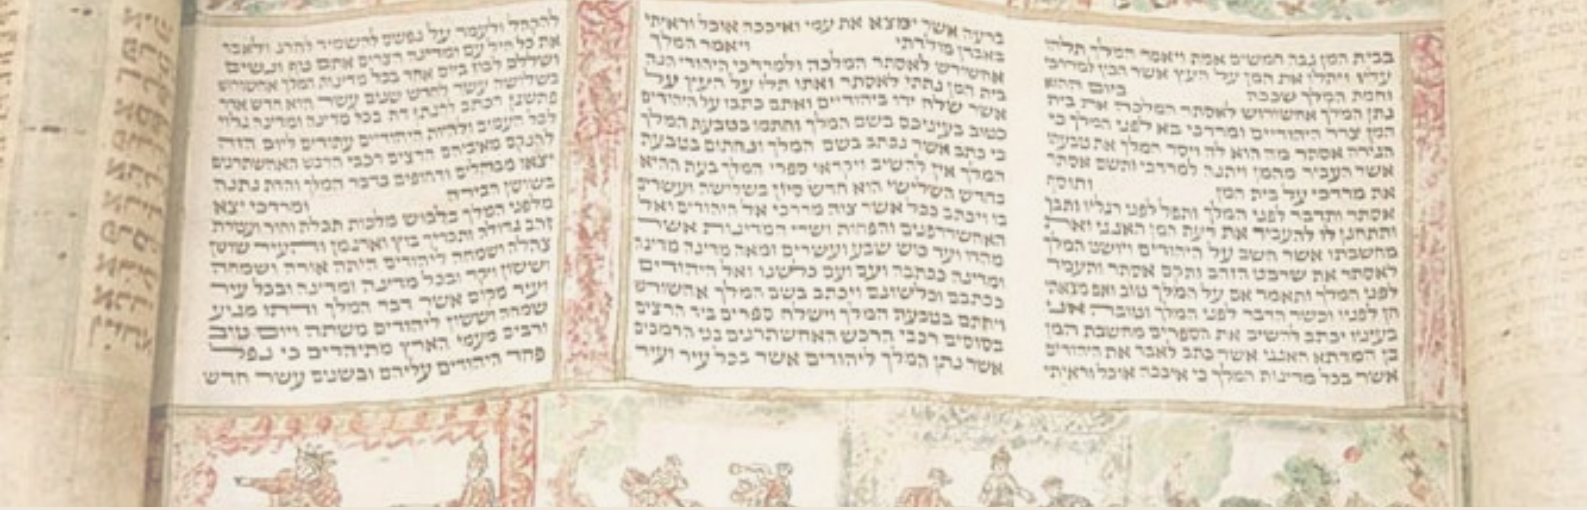 בבית המן גבה חמשים אמה ויאמר המלך תלהו
עליו ויתלו את המן על העץ אשר הכין למרדכי
וחמת המלך שככה ביום ההוא
נתן המלך אחשורוש לאסתר המלכה את בית
המן צרר היהודיים ומרדכי בא לפני המלך כי
הגידה אסתר מה הוא לה ויסר המלך את טבעתו
אשר העביר מהמן ויתנה למרדכי ותשם אסתר
את מרדכי על בית המן ותוסף
אסתר ותדבר לפני המלך ותפל לפני רגליו ותבך
ותתחנן לו להעביר את רעת המן האגגי ואת
מחשבתו אשר חשב על היהודים ויושט המלך
לאסתר את שרבט הזהב ותקם אסתר ותעמד
לפני המלך ותאמר אם על המלך טוב ואם מצאתי
חן לפניו וכשר הדבר לפני המלך וטובה אני
בעיניו יכתב להשיב את הספרים מחשבת המן
בן המדתא האגגי אשר כתב לאבד את היהודים
אשר בכל מדינות המלך כי איככה אוכל וראיתי
ברעה אשר ימצא את עמי ואיככה אוכל וראיתי
באבדן מולדתי ויאמר המלך
אחשורש לאסתר המלכה ולמרדכי היהודי הנה
בית המן נתתי לאסתר ואתו תלו על העץ על
אשר שלח ידו ביהודיים ואתם כתבו על היהודים
כטוב בעיניכם בשם המלך וחתמו בטבעת המלך
כי כתב אשר נכתב בשם המלך ונחתום בטבעת
המלך אין להשיב ויקראו ספרי המלך בעת ההיא
בחדש השלישי הוא חדש סיון בשלושה ועשרים
בו ויכתב ככל אשר צוה מרדכי אל היהודים ואל
האחשדרפנים והפחות ושרי המדינות אשר
מהדו ועד כוש שבע ועשרים ומאה מדינה מדינה
ומדינה ככתבה ועם ועם כלשנו ואל היהודים
ככתבם וכלשונם ויכתב בשם המלך אחשורש
ויחתם בטבעת המלך וישלח ספרים ביד הרצים
בסוסים רכבי הרכש האחשתרנים בני הרמכים
אשר נתן המלך ליהודים אשר בכל עיר ועיר
להקהל ולעמד על נפשם להשמיד להרג ולאבד
את כל חיל עם ומדינה הצרים אתם טף ונשים
ושללם לבוז ביום אחד בכל מדינות המלך אחשורוש
בשלושה עשר לחדש שנים עשר הוא חדש אדר
פתשגן הכתב להנתן דת בכל מדינה ומדינה גלוי
לכל העמים ולהיות היהודיים עתודים ליום הזה
להנקם מאיביהם הרצים רכבי הרכש האחשתרנים
יצאו מבהלים ודחופים בדבר המלך והדת נתנה
בשושן הבירה ומרדכי יצא
מלפני המלך בלבוש מלכות תכלת וחור ועטרת
זהב גדולה ותכריך בוץ וארגמן והעיר שושן
צהלה ושמחה ליהודים היתה אורה ושמחה
וששון ויקר ובכל מדינה ומדינה ובכל עיר
ועיר מקום אשר דבר המלך ודתו מגיע
שמחה וששון ליהודים משתה ויום טוב
ורבים מעמי הארץ מתיהדים כי נפל
פחד היהודים עליהם ובשנים עשר חדש